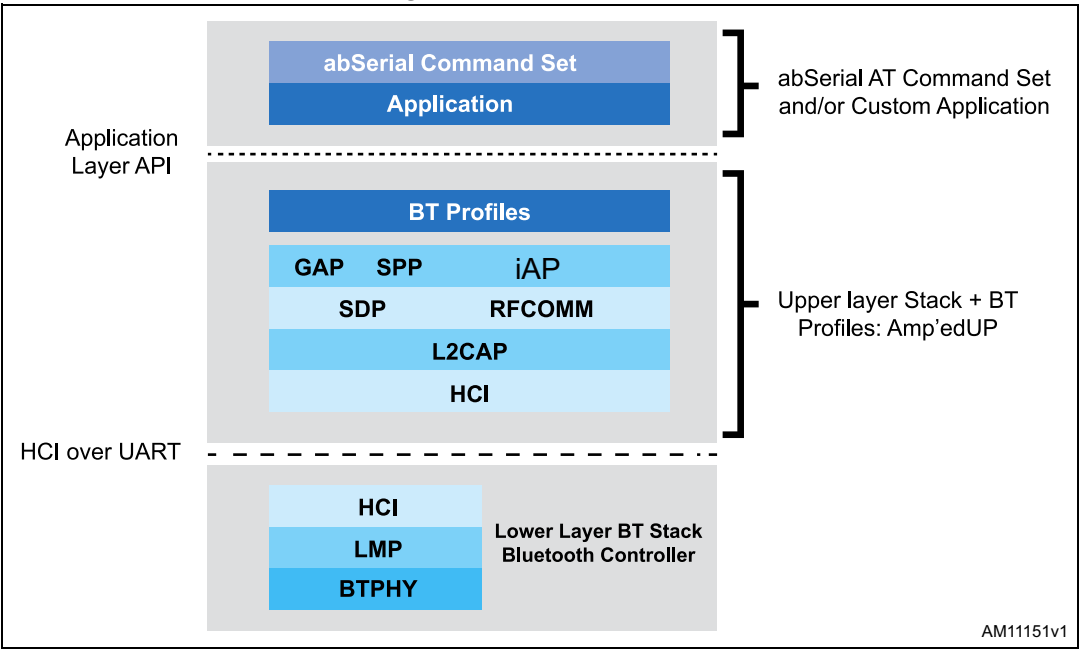 abSerial Command Set
Application
abSerial AT Command Set
and/or Custom Application
Application
Layer API
BT Profiles
GAP SPP iAP
SDP RFCOMM
L2CAP
HCI
Upper layer Stack + BT
Profiles: Amp’edUP
HCI over UART
HCI
LMP
BTPHY
Lower Layer BT Stack
Bluetooth Controller
AM11151v1